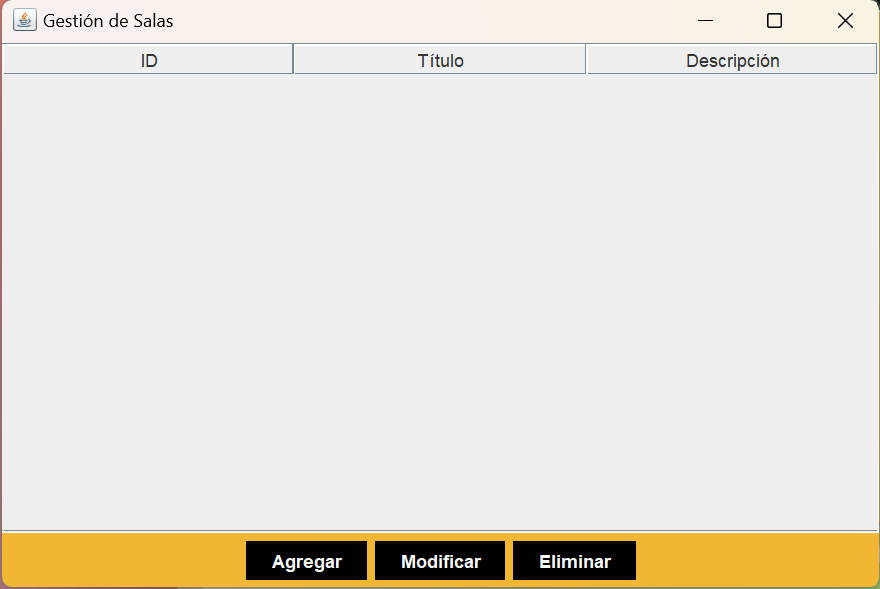 Gestión de Salas
ID Título Descripción
Agregar Modificar Eliminar